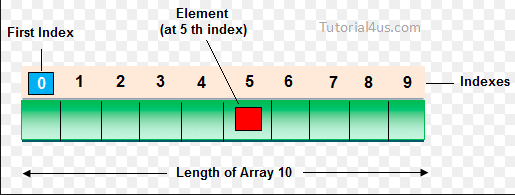 Element
(at 5 th index)
Tutorial4us.com
First Index
0 1 2 3 4 5 6 7 8 9
Indexes
Length of Array 10